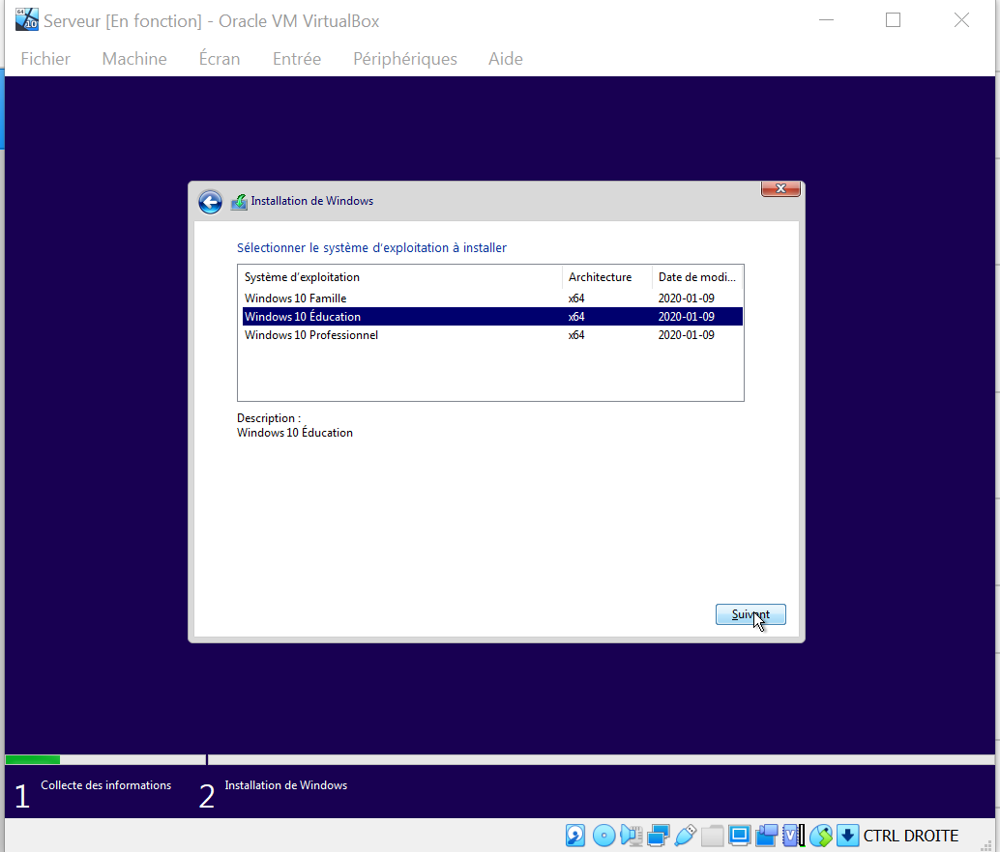 Serveur [En fonction] - Oracle VM VirtualBox
Fichier Machine Écran Entrée Périphériques Aide
Installation de Windows
Sélectionner le système d'exploitation à installer
Système d'exploitation Architecture Date de modi...
Windows 10 Famille x64 2020-01-09
Windows 10 Éducation x64 2020-01-09
Windows 10 Professionnel x64 2020-01-09
Description :
Windows 10 Éducation
Suivant
1 Collecte des informations 2 Installation de Windows
CTRL DROITE